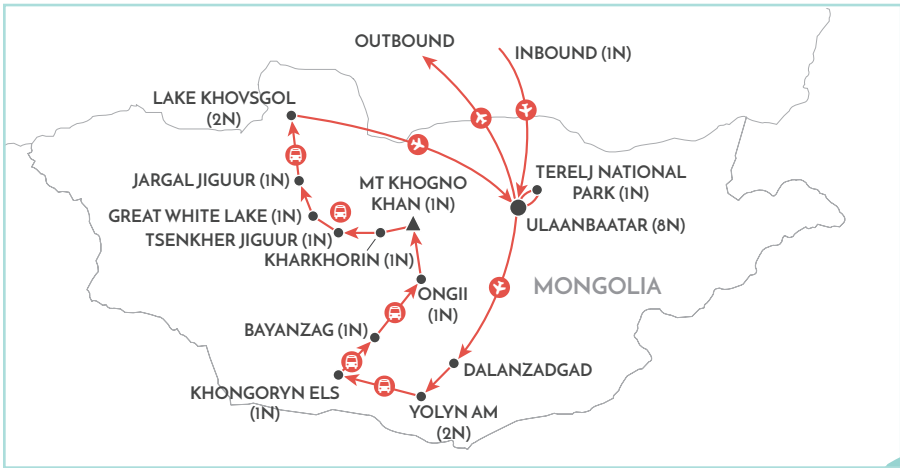 OUTBOUND
INBOUND (1N)
LAKE KHOVSGOL
(2N)
TERELJ NATIONAL
PARK (1N)
JARGAL JIGUUR (1N)
MT KHOGNO
KHAN (1N)
GREAT WHITE LAKE (1N)
ULAANBAATAR (8N)
TSENKHER JIGUUR (1N)
KHARKHORIN (1N)
ONGII
(1N)
MONGOLIA
BAYANZAG (1N)
DALANZADGAD
KHONGORYN ELS
(1N)
YOLYN AM
(2N)